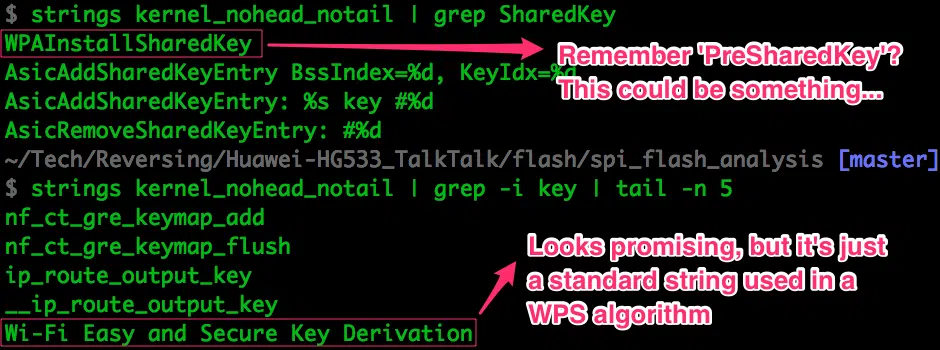 $ strings kernel_nohead_notail | grep SharedKey
WPAInstallSharedKey
Remember 'PreSharedKey'?
This could be something...
AsicAddSharedKeyEntry BssIndex=%d, KeyIdx=%d
AsicAddSharedKeyEntry: %s key #%d
AsicRemoveSharedKeyEntry: #%d
~/Tech/Reversing/Huawei-HG533_TalkTalk/flash/spi_flash_analysis [master]
$ strings kernel_nohead_notail | grep -i key | tail -n 5
nf_ct_gre_keymap_add
nf_ct_gre_keymap_flush
ip_route_output_key
__ip_route_output_key
Wi-Fi Easy and Secure Key Derivation
Looks promising, but it's just
a standard string used in a
WPS algorithm